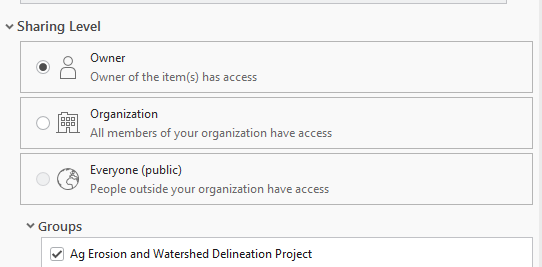 Sharing Level
Owner
Owner of the item(s) has access
Organization
All members of your organization have access
Everyone (public)
People outside your organization have access
Groups
Ag Erosion and Watershed Delineation Project